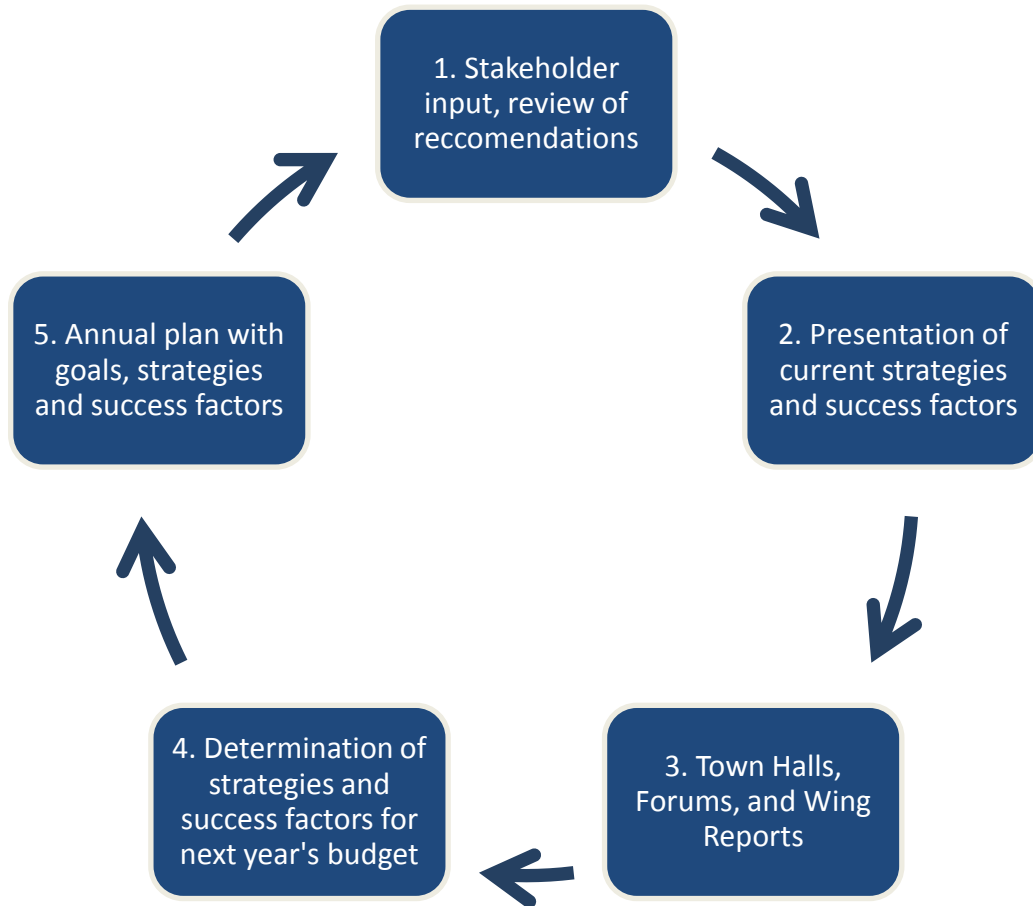 1. Stakeholder
input, review of
reccomendations
2. Presentation of
current strategies
and success factors
3. Town Halls,
Forums, and Wing
Reports
4. Determination of
strategies and
success factors for
next year's budget
5. Annual plan with
goals, strategies
and success factors